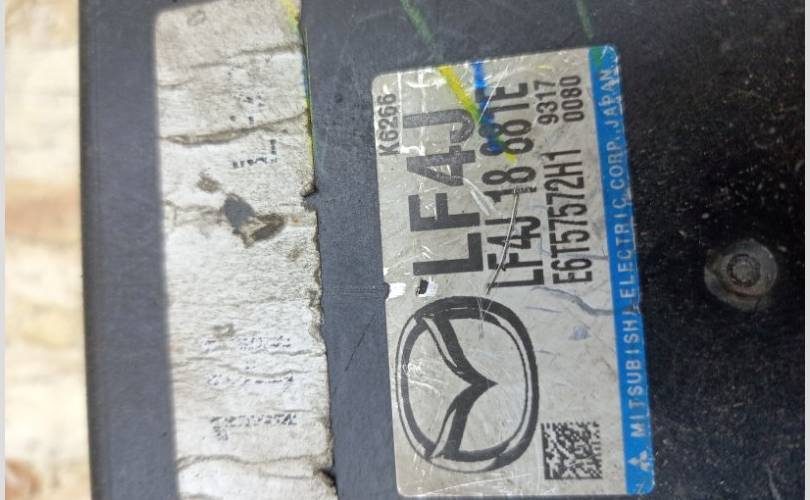 K6266
LF4J
LF4J 18 881E
9317
E6T57572H1 0080
MITSUBISHI ELECTRIC CORP. JAPAN